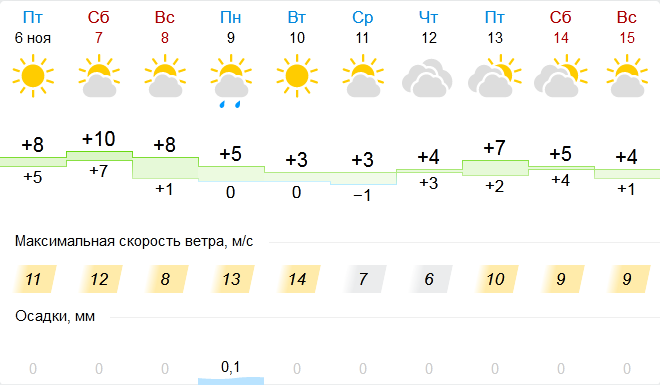 Пт Сб Вс Пн Вт Ср Чт Пт Сб Вс
6 ноя 7 8 9 10 11 12 13 14 15
+8 +10 +8 +5 +3 +3 +4 +7 +5 +4
+5 +7 +1 0 0 −1 +3 +2 +4 +1
Максимальная скорость ветра, м/с
11 12 8 13 14 7 6 10 9 9
Осадки, мм
0 0 0 0,1 0 0 0 0 0 0